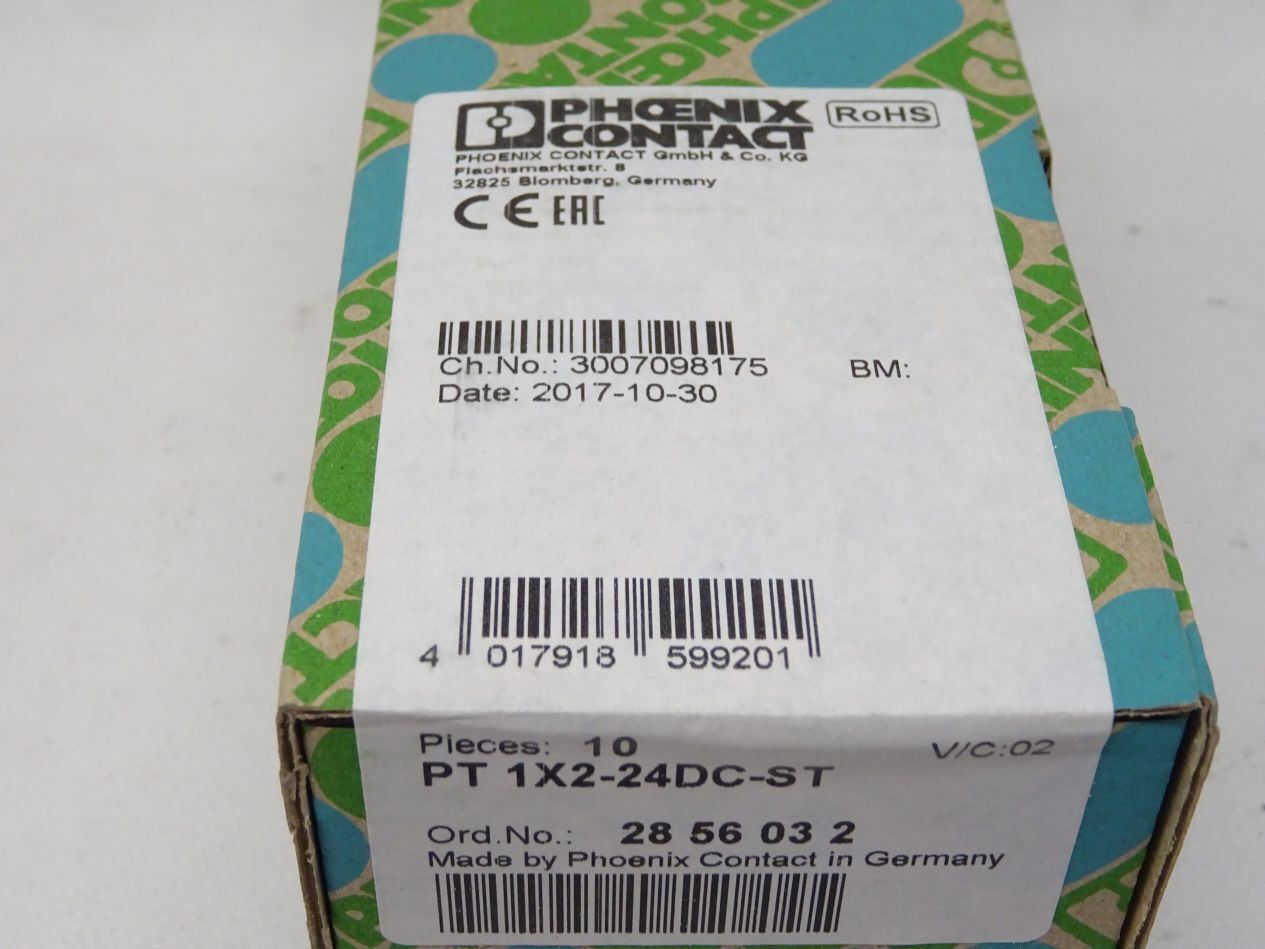 PHŒNIX
CONTACT
RoHS
PHOENIX CONTACT GmbH & Co. KG
Flachsmarktstr. 8
32825 Blomberg, Germany
CE EAC
Ch.No.: 3007098175 BM:
Date: 2017-10-30
4 017918 599201
Pieces: 10 V/C:02
PT 1X2-24DC-ST
Ord.No.: 28 56 03 2
Made by Phoenix Contact in Germany